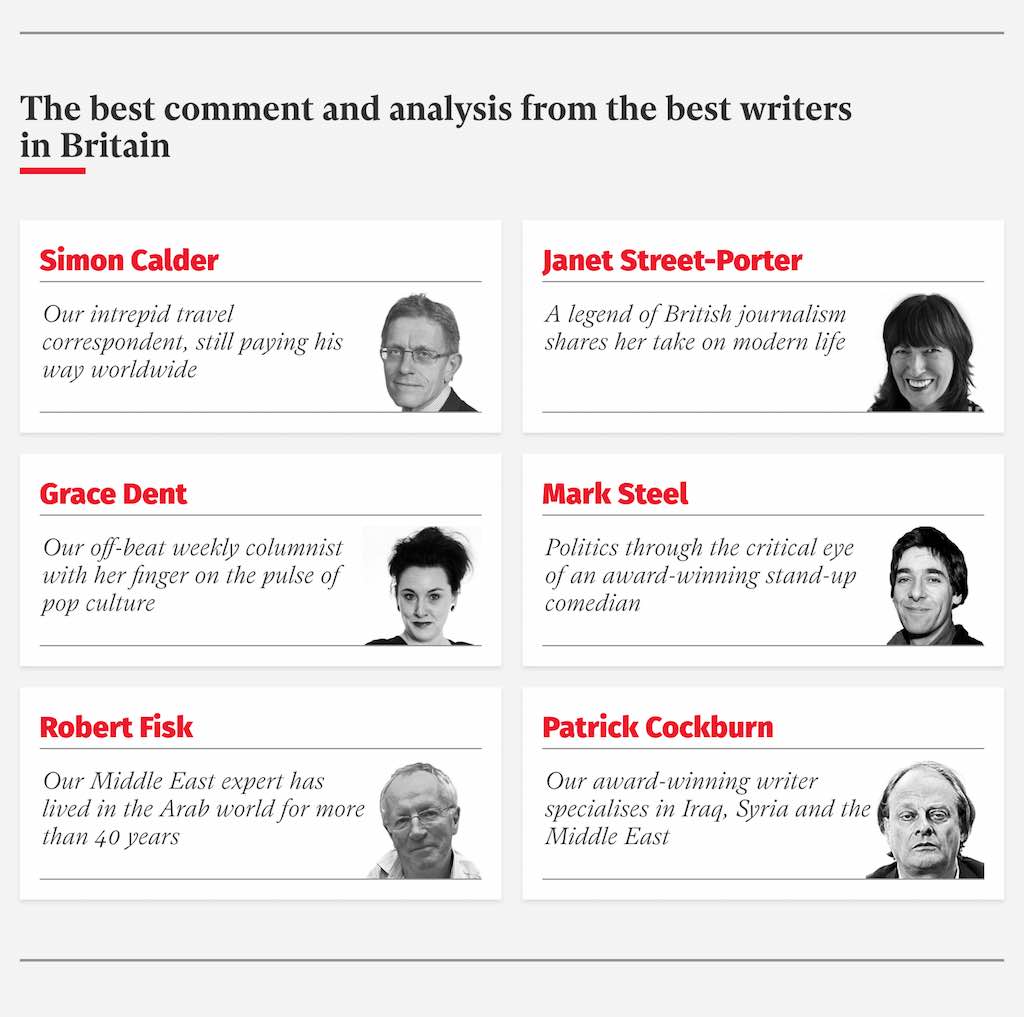 The best comment and analysis from the best writers
in Britain
Simon Calder
Our intrepid travel
correspondent, still paying his
way worldwide
Janet Street-Porter
A legend of British journalism
shares her take on modern life
Grace Dent
Our off-beat weekly columnist
with her finger on the pulse of
pop culture
Mark Steel
Politics through the critical eye
of an award-winning stand-up
comedian
Robert Fisk
Our Middle East expert has
lived in the Arab world for more
than 40 years
Patrick Cockburn
Our award-winning writer
specialises in Iraq, Syria and the
Middle East